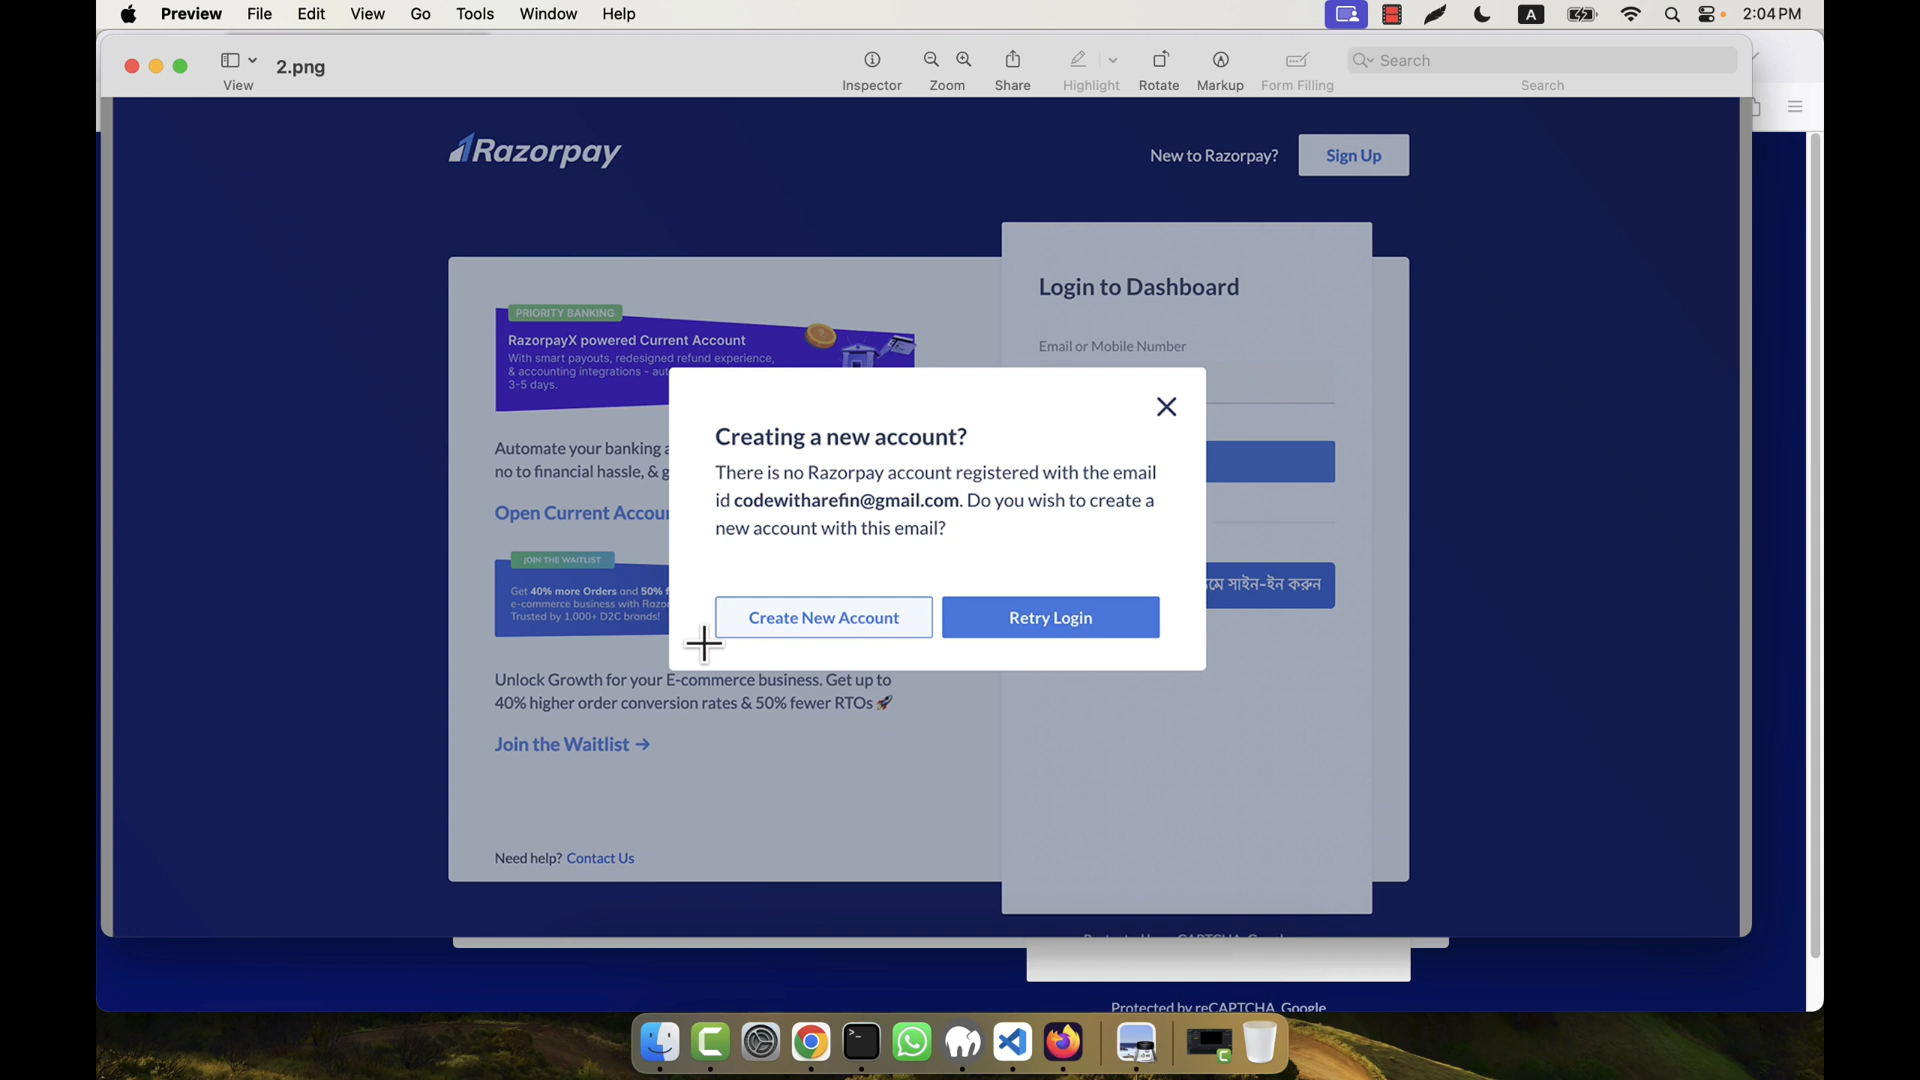 Preview File Edit View Go Tools Window Help A 2:04 PM
View 2.png Inspector Zoom Share Highlight Rotate Markup Form Filling Search
Search
Razorpay
New to Razorpay? Sign Up
PRIORITY BANKING
RazorpayX powered Current Account
With smart payouts, redesigned refund experience,
& accounting integrations -
3-5 days.
Automate your banking
no to financial hassle, &
Open Current
JOIN THE WAITLIST
Get 40% more Orders and 50%
e-commerce business with
Trusted by 1,000+ D2C brands!
Unlock Growth for your E-commerce business. Get up to
40% higher order conversion rates & 50% fewer RTOs 🚀
Join the Waitlist →
Need help? Contact Us
Login to Dashboard
Email or Mobile Number
সাইন-ইন করুন
Creating a new account?
There is no Razorpay account registered with the email
id codewitharefin@gmail.com. Do you wish to create a
new account with this email?
Create New Account
Retry Login
Protected by reCAPTCHA, Google